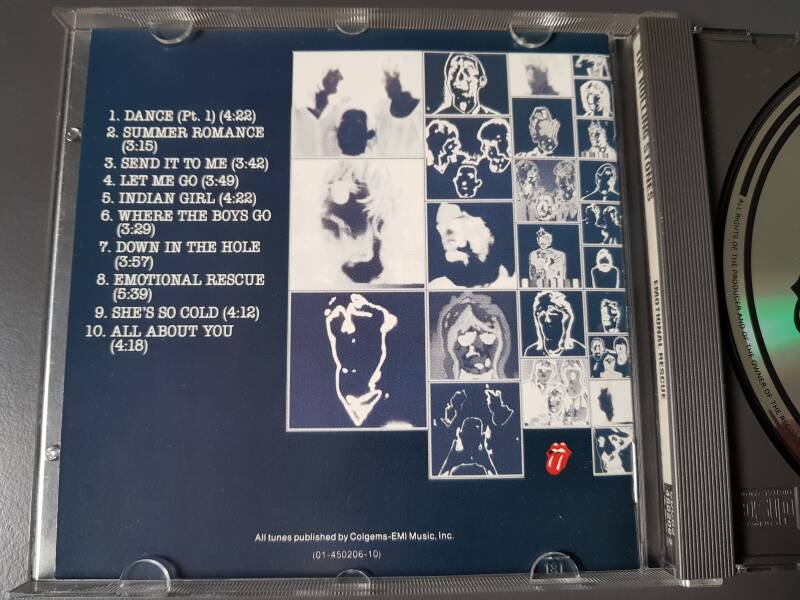 1. DANCE (Pt. 1) (4:22)
2. SUMMER ROMANCE
(3:15)
3. SEND IT TO ME (3:42)
4. LET ME GO (3:49)
5. INDIAN GIRL (4:22)
6. WHERE THE BOYS GO
(3:29)
7. DOWN IN THE HOLE
(3:57)
8. EMOTIONAL RESCUE
(5:39)
9. SHE'S SO COLD (4:12)
10. ALL ABOUT YOU
(4:18)
All tunes published by Colgems-EMI Music, Inc.
(01-450206-10)
EMOTIONAL RESCUE
ALL RIGHTS OF THE PRODUCER AND OF THE OWNER OF THE